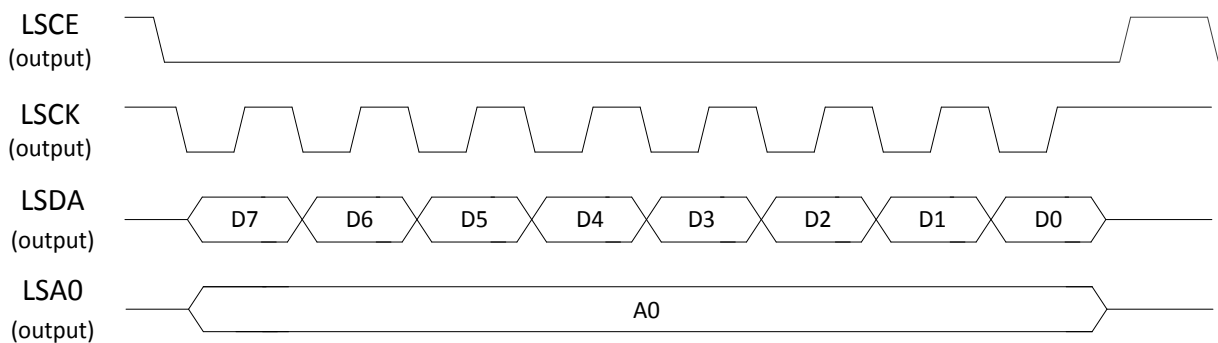 LSCE
(output)
LSCK
(output)
LSDA
(output)
D7 D6 D5 D4 D3 D2 D1 D0
LSA0
(output)
A0